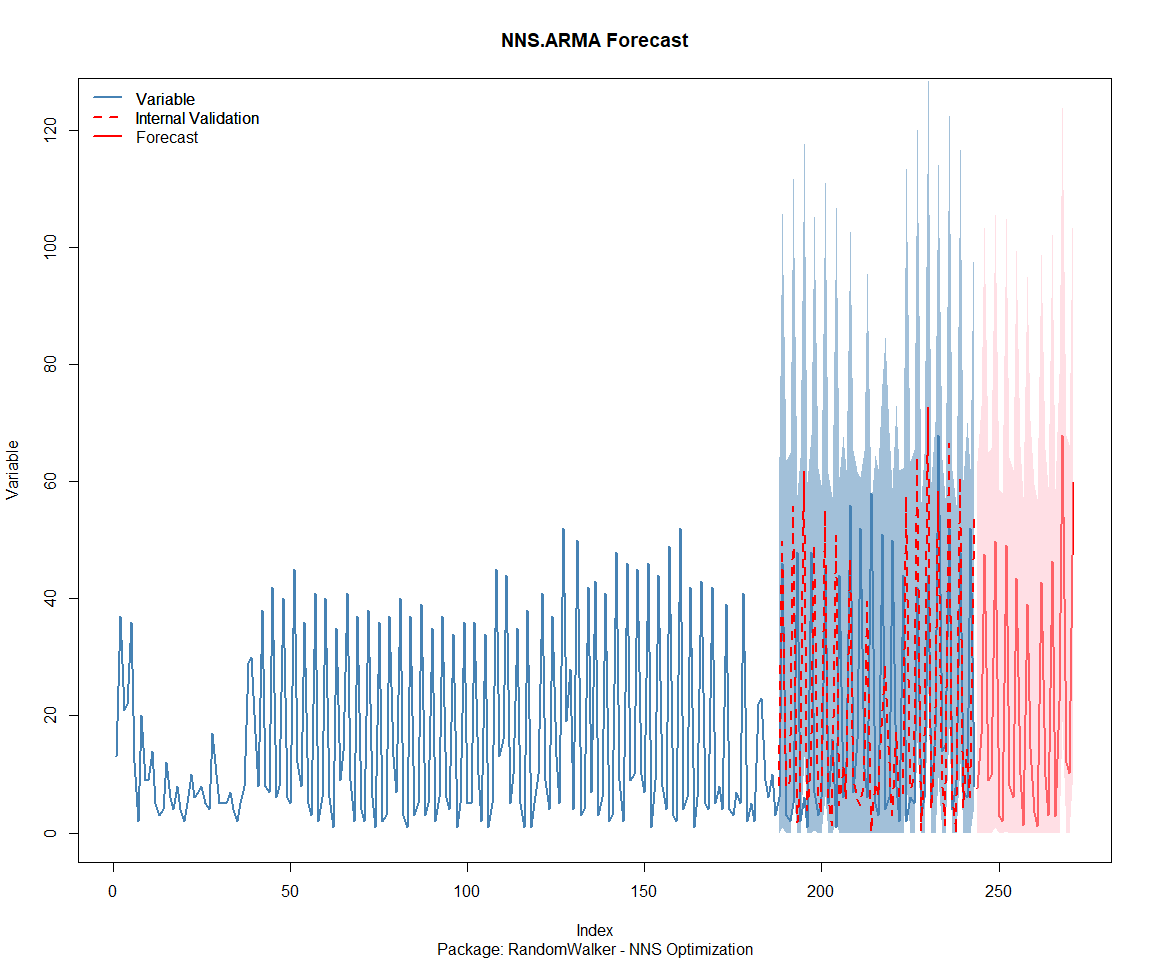 NNS.ARMA Forecast
Variable
Internal Validation
Forecast
120
100
80
60
40
20
0
Variable
0
50
100
150
200
250
Index
Package: RandomWalker - NNS Optimization